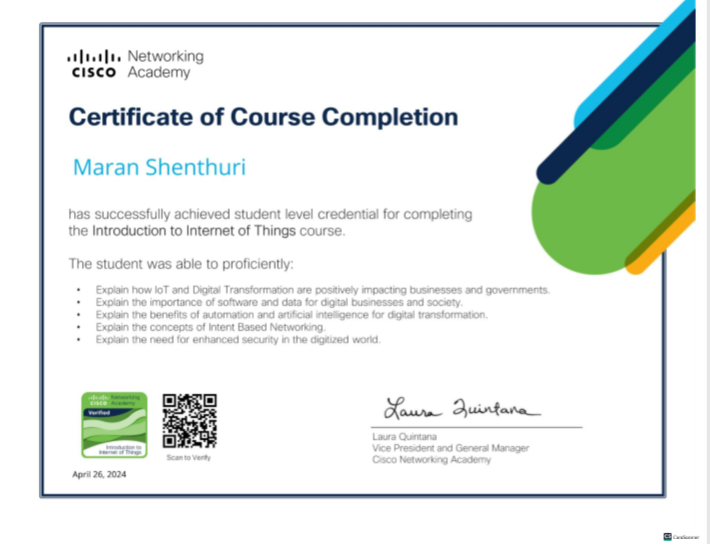 Networking
CISCO Academy
Certificate of Course Completion
Maran Shenthuri
has successfully achieved student level credential for completing
the Introduction to Internet of Things course.
The student was able to proficiently:
• Explain how IoT and Digital Transformation are positively impacting businesses and governments.
• Explain the importance of software and data for digital businesses and society.
• Explain the benefits of automation and artificial intelligence for digital transformation.
• Explain the concepts of Intent Based Networking.
• Explain the need for enhanced security in the digitized world.
Networking
CISCO Academy
Verified
Introduction to
Internet of Things
Scan to Verify
April 26, 2024
Laura Quintana
Laura Quintana
Vice President and General Manager
Cisco Networking Academy
CS CamScanner